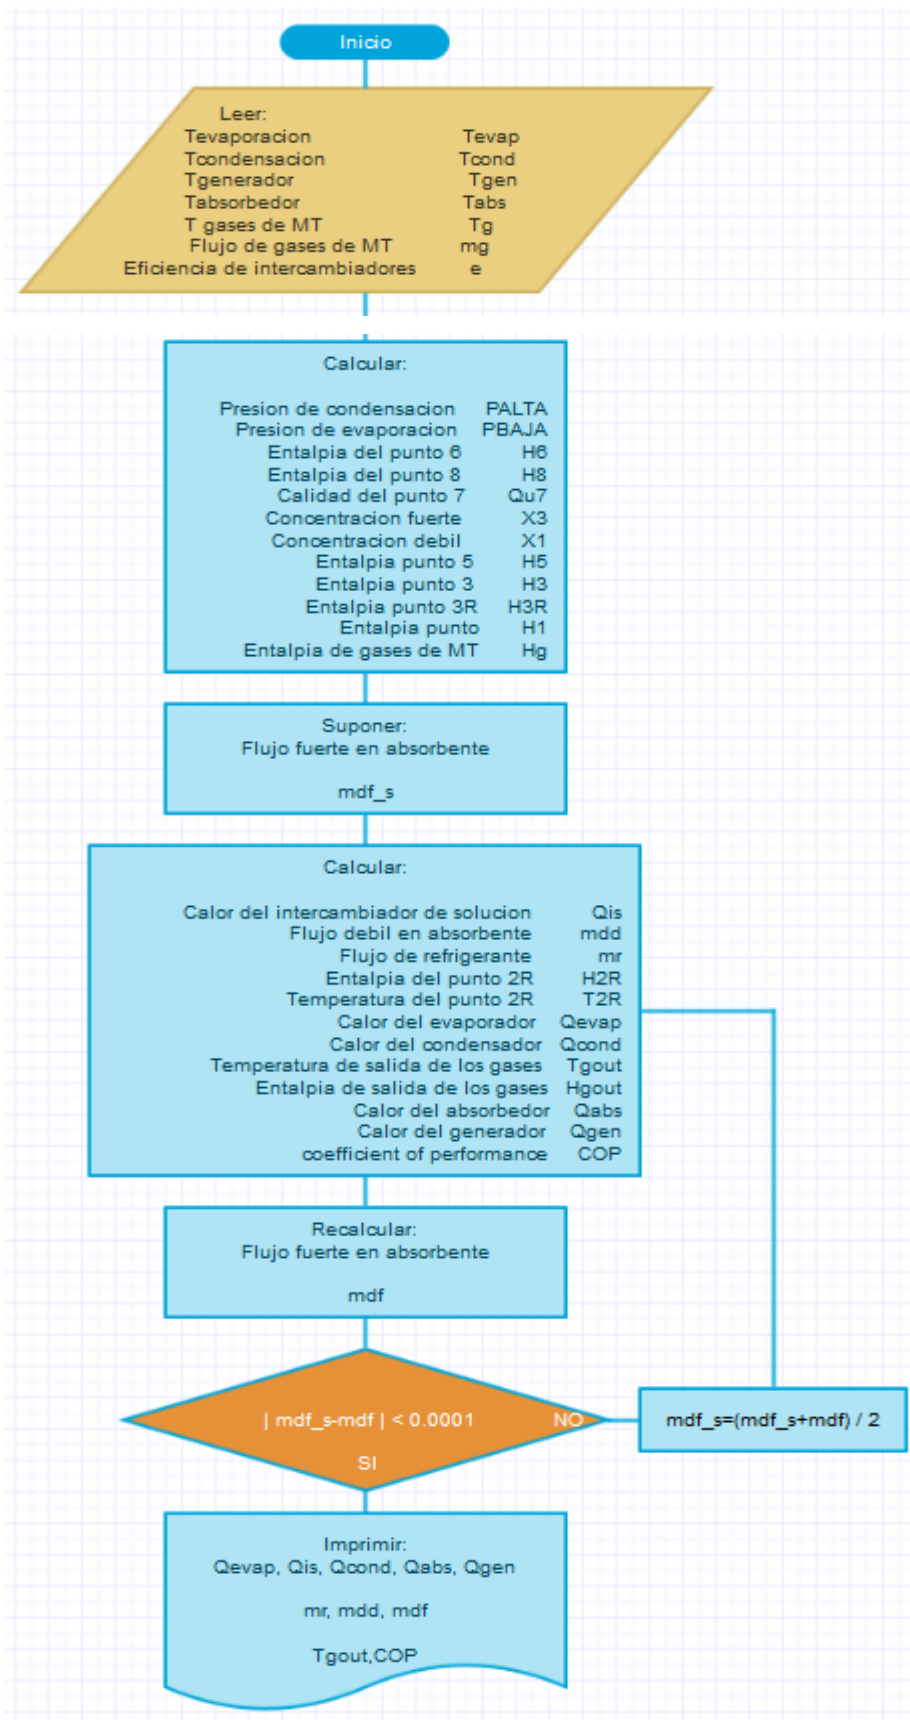 Inicio
Leer:
Tevaporacion Tevap
Tcondensacion Tcond
Tgenerador Tgen
Tabsorbedor Tabs
T gases de MT Tg
Flujo de gases de MT mg
Eficiencia de intercambiadores e
Calcular:
Presion de condensacion PALTA
Presion de evaporacion PBAJA
Entalpia del punto 6 H6
Entalpia del punto 8 H8
Calidad del punto 7 Qu7
Concentracion fuerte X3
Concentracion debil X1
Entalpia punto 5 H5
Entalpia punto 3 H3
Entalpia punto 3R H3R
Entalpia punto H1
Entalpia de gases de MT Hg
Suponer:
Flujo fuerte en absorbente
mdf_s
Calcular:
Calor del intercambiador de solucion Qis
Flujo debil en absorbente mdd
Flujo de refrigerante mr
Entalpia del punto 2R H2R
Temperatura del punto 2R T2R
Calor del evaporador Qevap
Calor del condensador Qcond
Temperatura de salida de los gases Tgout
Entalpia de salida de los gases Hgout
Calor del absorbedor Qabs
Calor del generador Qgen
coefficient of performance COP
Recalcular:
Flujo fuerte en absorbente
mdf
| mdf_s-mdf | < 0.0001 NO
mdf_s=(mdf_s+mdf) / 2
SI
Imprimir:
Qevap, Qis, Qcond, Qabs, Qgen
mr, mdd, mdf
Tgout,COP